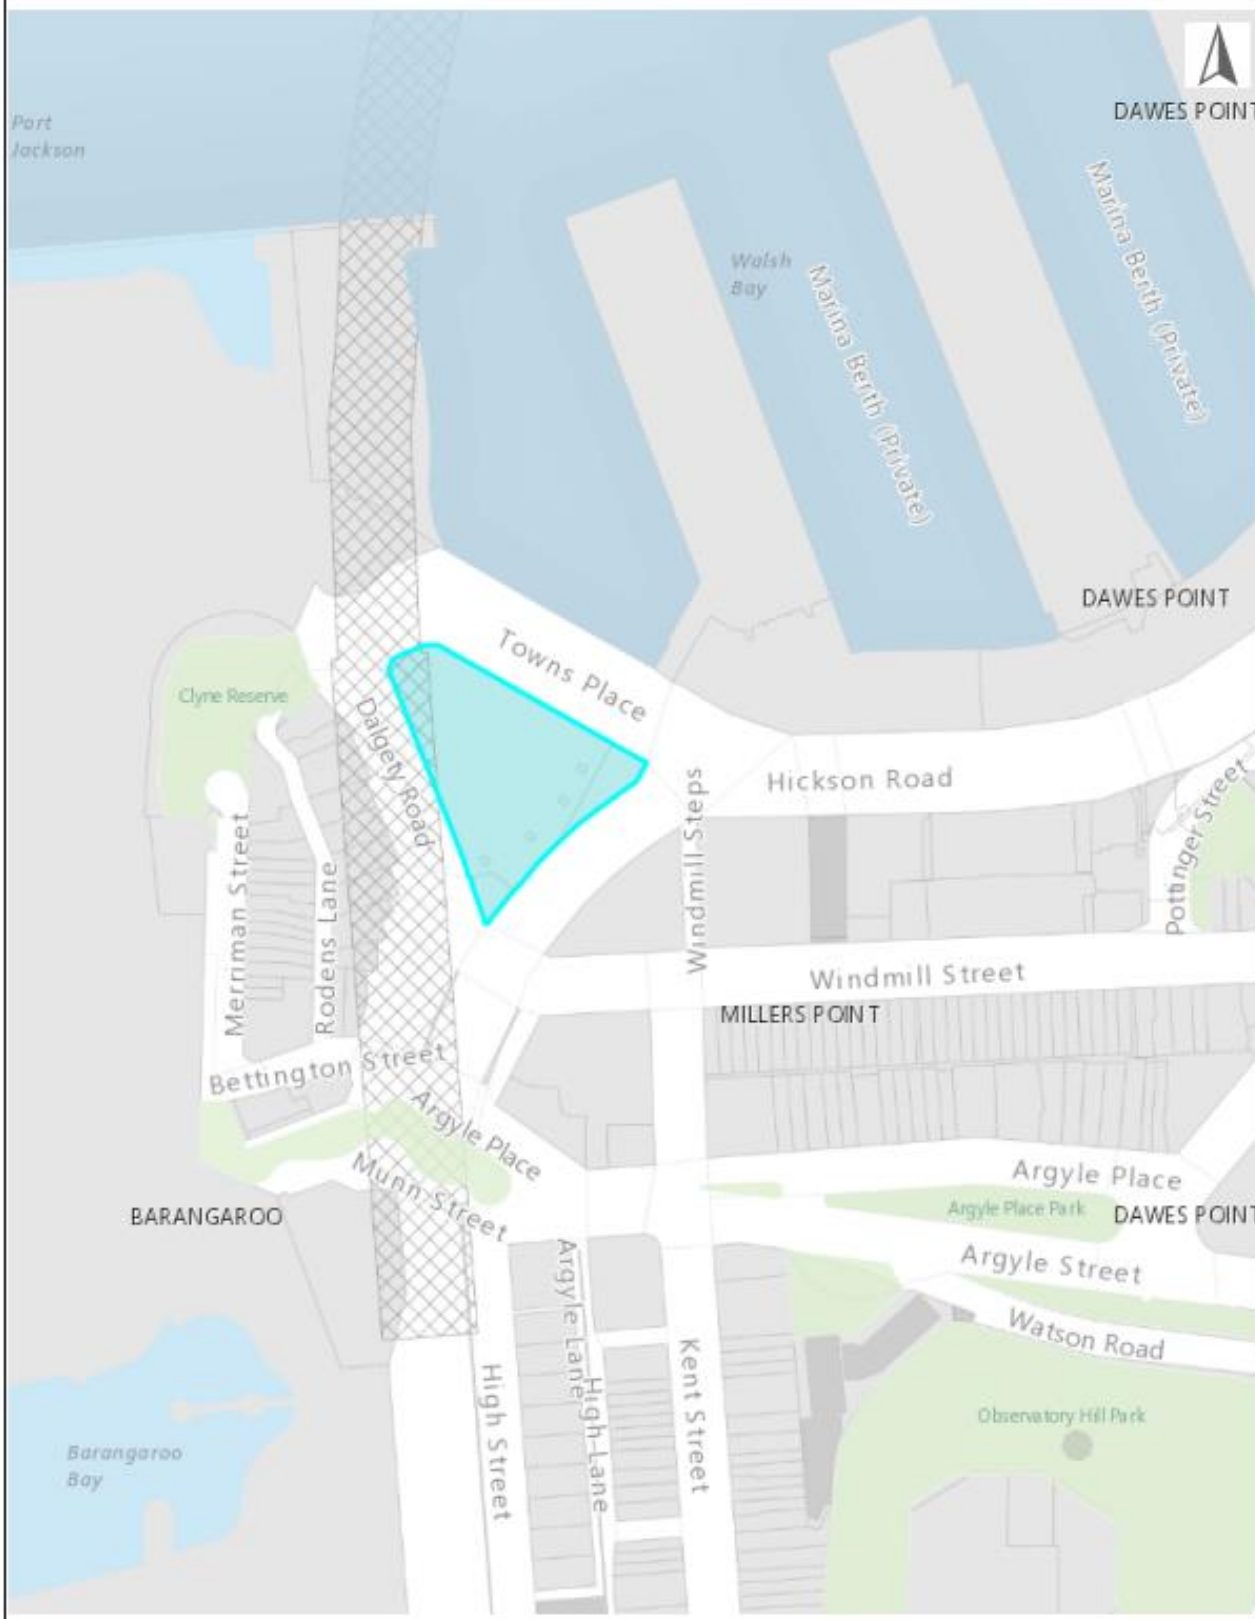 DAWES POINT
Port
Jackson
Marina Berth (Private)
Walsh
Bay
Marina Berth (Private)
DAWES POINT
Towns Place
Clyne Reserve
Dalgety Road
Hickson Road
Windmill Steps
Pottinger Street
Merriman Street
Rodens Lane
Windmill Street
MILLERS POINT
Bettington Street
Argyle Place
Munn Street
Argyle Place
Argyle Place Park
DAWES POINT
BARANGAROO
Argyle Street
Argyle Lane
Watson Road
High Street
High Lane
Kent Street
Observatory Hill Park
Barangaroo
Bay